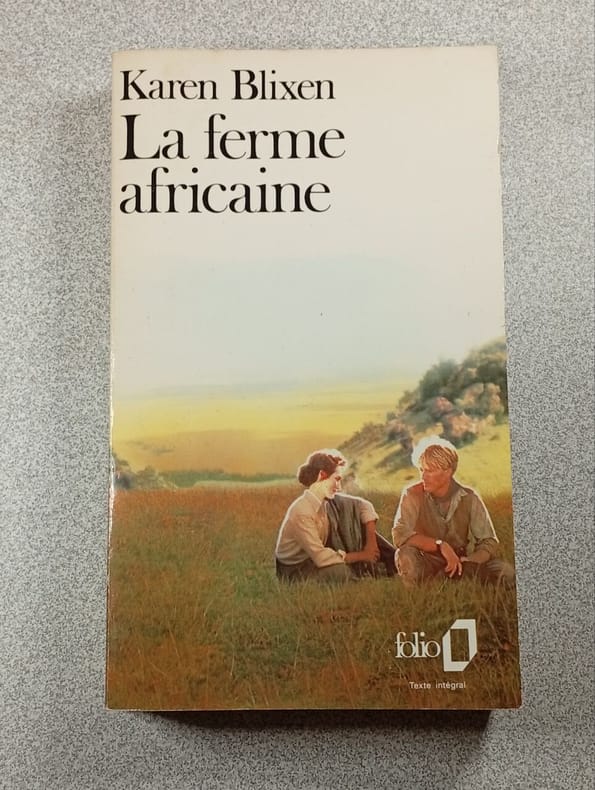 Karen Blixen
La ferme
africaine
folio
Texte intégral